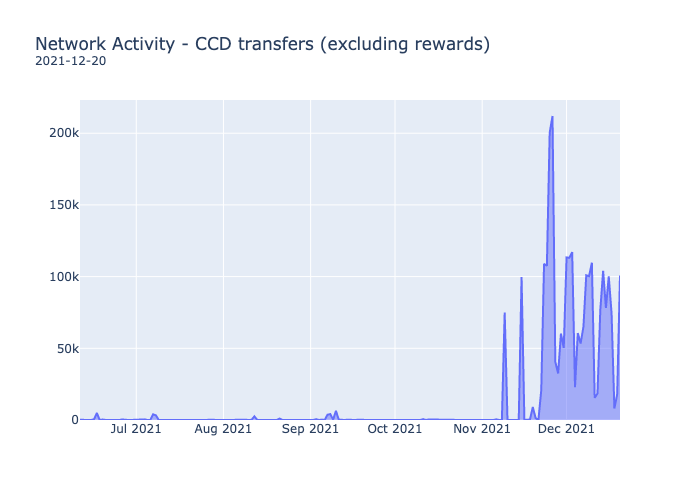 Network Activity - CCD transfers (excluding rewards)
2021-12-20
200k
150k
100k
50k
0
Jul 2021
Aug 2021
Sep 2021
Oct 2021
Nov 2021
Dec 2021